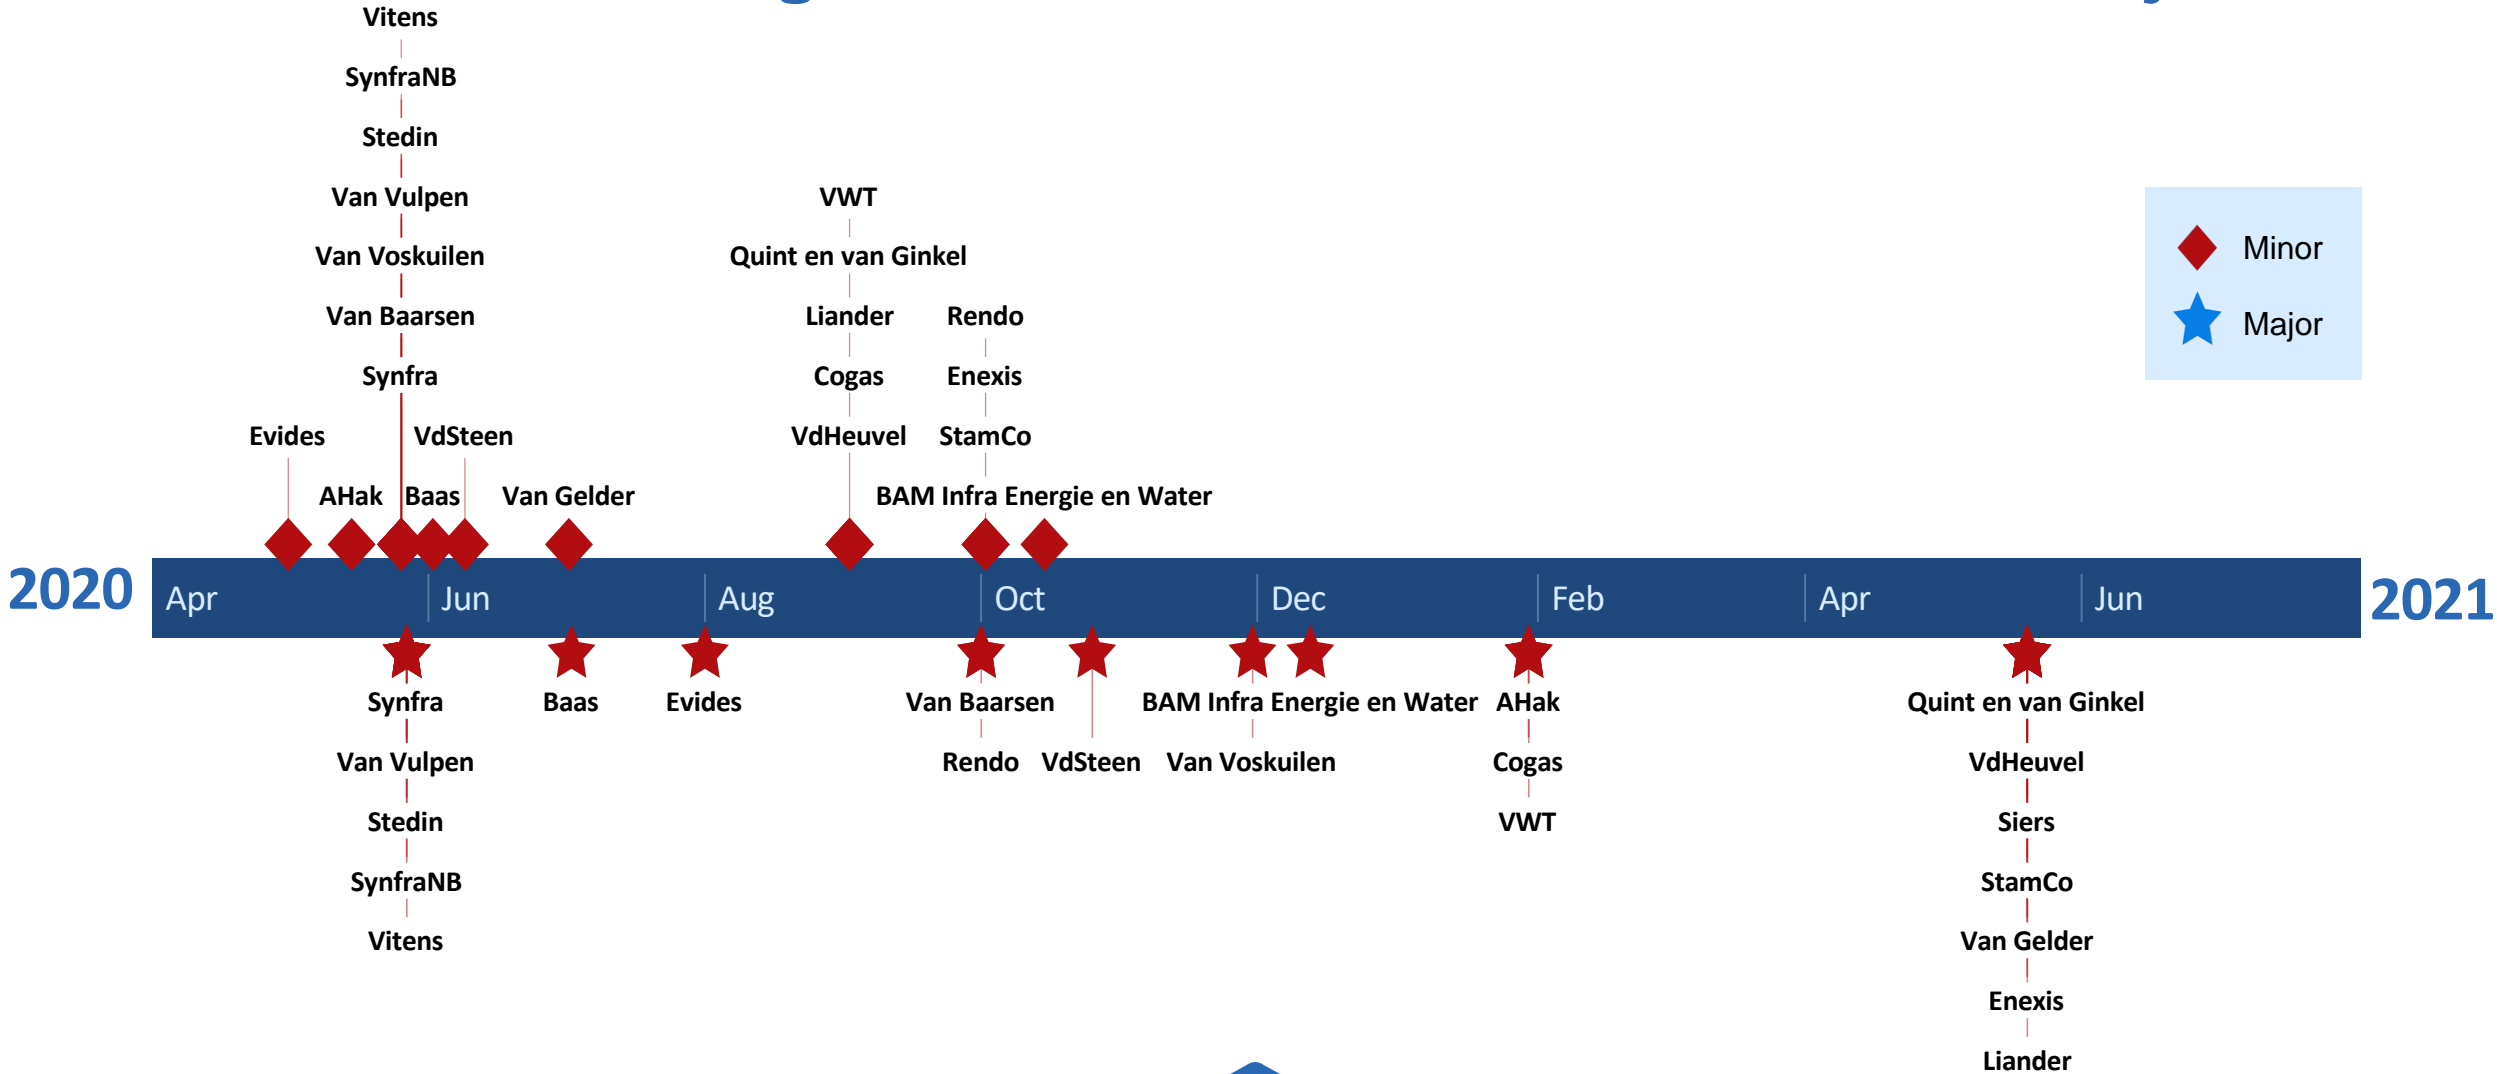 Vitens
SynfraNB
Stedin
Van Vulpen
VWT
Van Voskuilen
Quint en van Ginkel
Minor
Van Baarsen
Liander
Rendo
Major
Synfra
Cogas
Enexis
Evides
VdSteen
VdHeuvel
StamCo
AHak
Baas
Van Gelder
BAM Infra Energie en Water
2020
Apr
Jun
Aug
Oct
Dec
Feb
Apr
Jun
2021
Synfra
Baas
Evides
Van Baarsen
BAM Infra Energie en Water
AHak
Quint en van Ginkel
Van Vulpen
Rendo
VdSteen
Van Voskuilen
Cogas
VdHeuvel
Stedin
VWT
Siers
SynfraNB
StamCo
Vitens
Van Gelder
Enexis
Liander